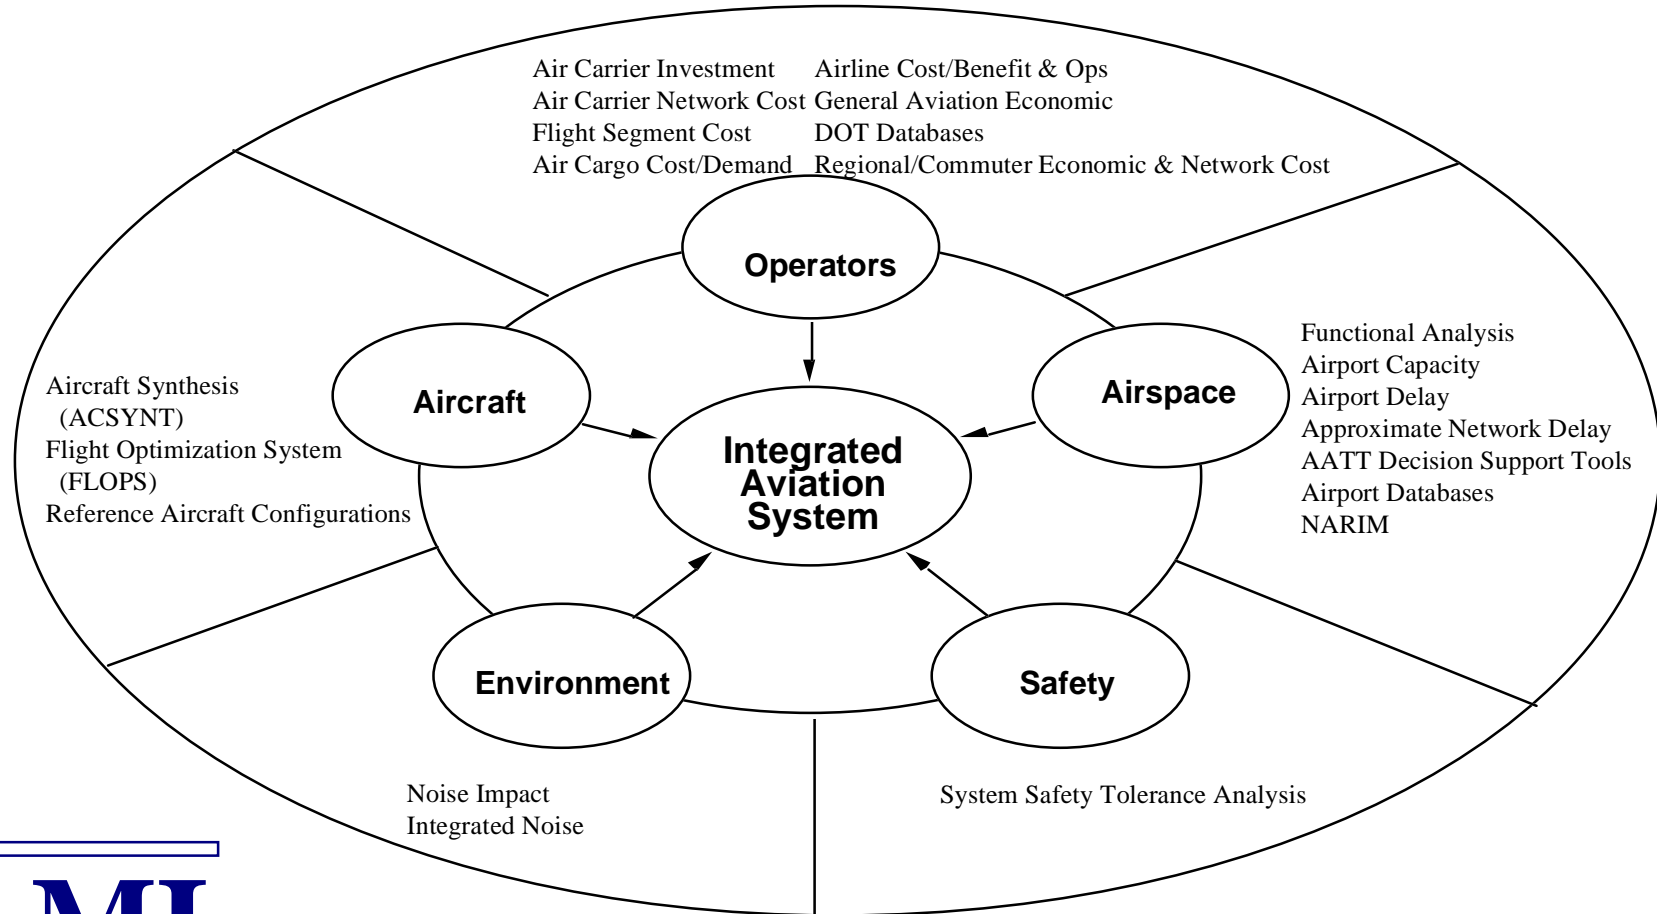 Air Carrier Investment Airline Cost/Benefit & Ops
Air Carrier Network Cost General Aviation Economic
Flight Segment Cost DOT Databases
Air Cargo Cost/Demand Regional/Commuter Economic & Network Cost
Operators
Aircraft Synthesis
(ACSYNT)
Flight Optimization System
(FLOPS)
Reference Aircraft Configurations
Aircraft
Integrated
Aviation
System
Airspace
Functional Analysis
Airport Capacity
Airport Delay
Approximate Network Delay
AATT Decision Support Tools
Airport Databases
NARIM
Environment
Safety
Noise Impact
Integrated Noise
System Safety Tolerance Analysis
MI